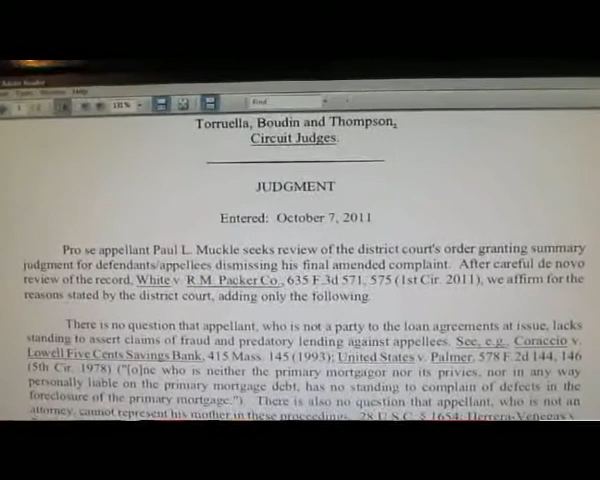 Adobe Reader
Window Help
131%
Find
Torruella, Boudin and Thompson,
Circuit Judges.
JUDGMENT
Entered: October 7, 2011
Pro se appellant Paul L. Muckle seeks review of the district court's order granting summary
judgment for defendants/appellees dismissing his final amended complaint. After careful de novo
review of the record, White v. R.M. Packer Co., 635 F.3d 571, 575 (1st Cir. 2011), we affirm for the
reasons stated by the district court, adding only the following.
There is no question that appellant, who is not a party to the loan agreements at issue, lacks
standing to assert claims of fraud and predatory lending against appellees. See, e.g., Coraccio v.
Lowell Five Cents Savings Bank, 415 Mass. 145 (1993); United States v. Palmer, 578 F.2d 144, 146
(5th Cir. 1978) ("[o]ne who is neither the primary mortgagor nor its privies, nor in any way
personally liable on the primary mortgage debt, has no standing to complain of defects in the
foreclosure of the primary mortgage.") There is also no question that appellant, who is not an
attorney, cannot represent his mother in these proceedings. 28 U.S.C. § 1654; Herrera-Venegas v.